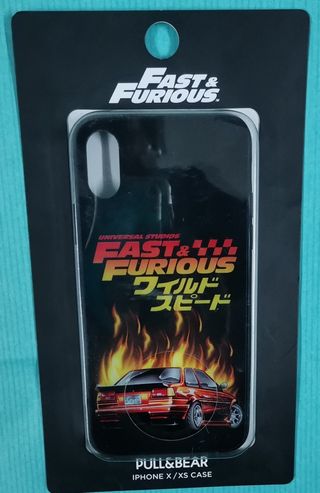 FAST &
FURIOUS
UNIVERSAL STUDIOS
FAST &
FURIOUS
ワイルド
スピード
PULL&BEAR
IPHONE X / XS CASE